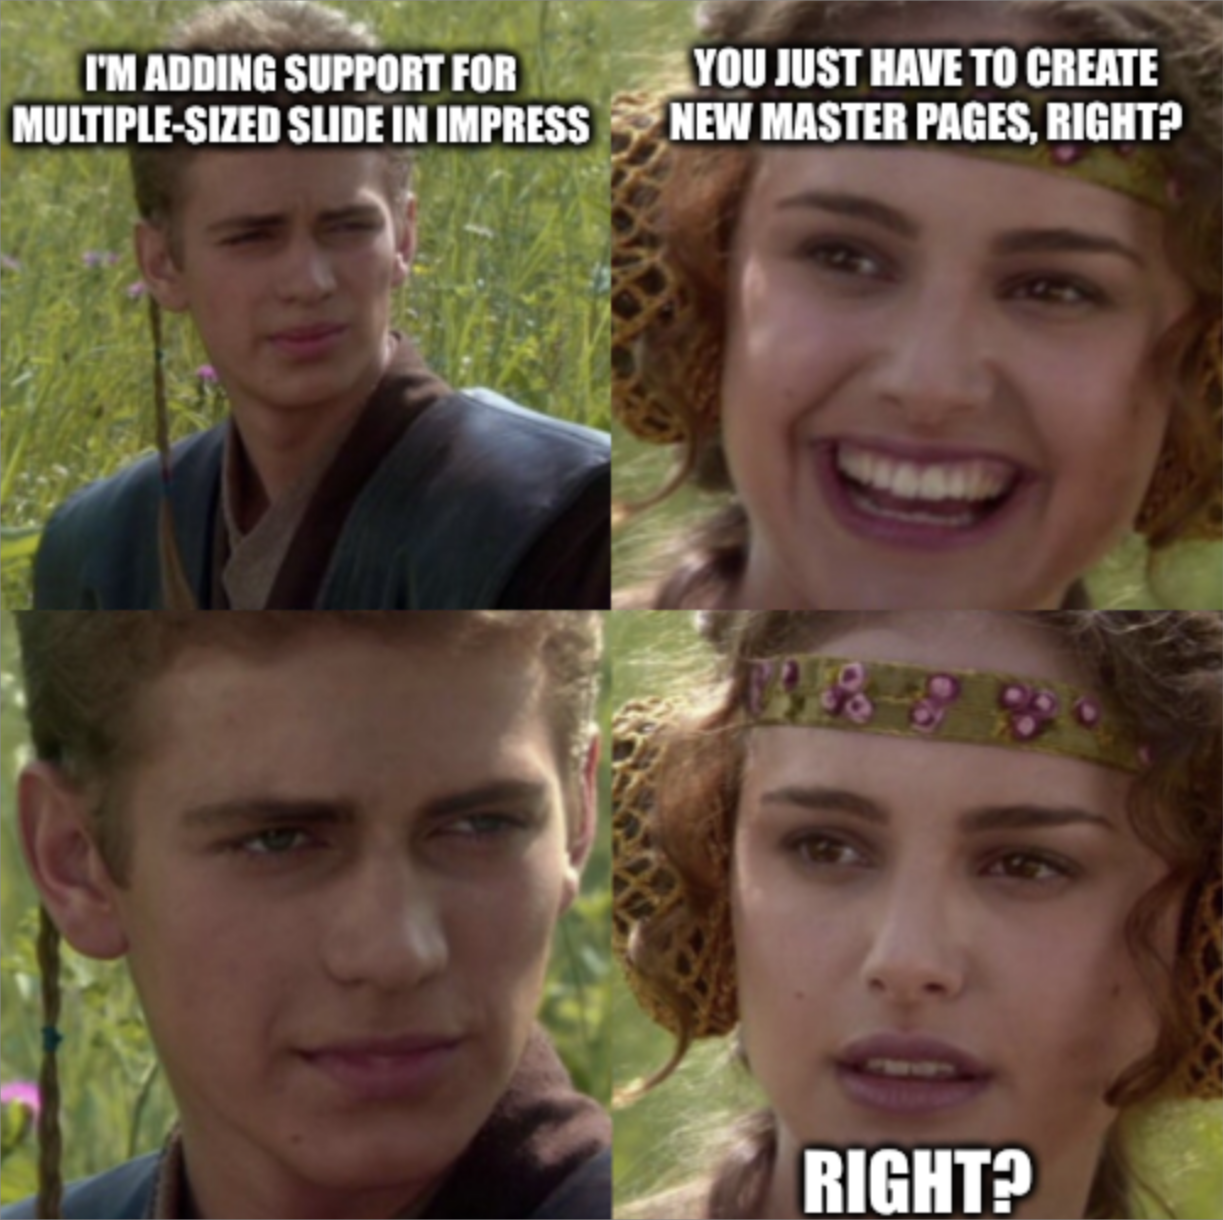 I'M ADDING SUPPORT FOR
MULTIPLE-SIZED SLIDE IN IMPRESS
YOU JUST HAVE TO CREATE
NEW MASTER PAGES, RIGHT?
RIGHT?